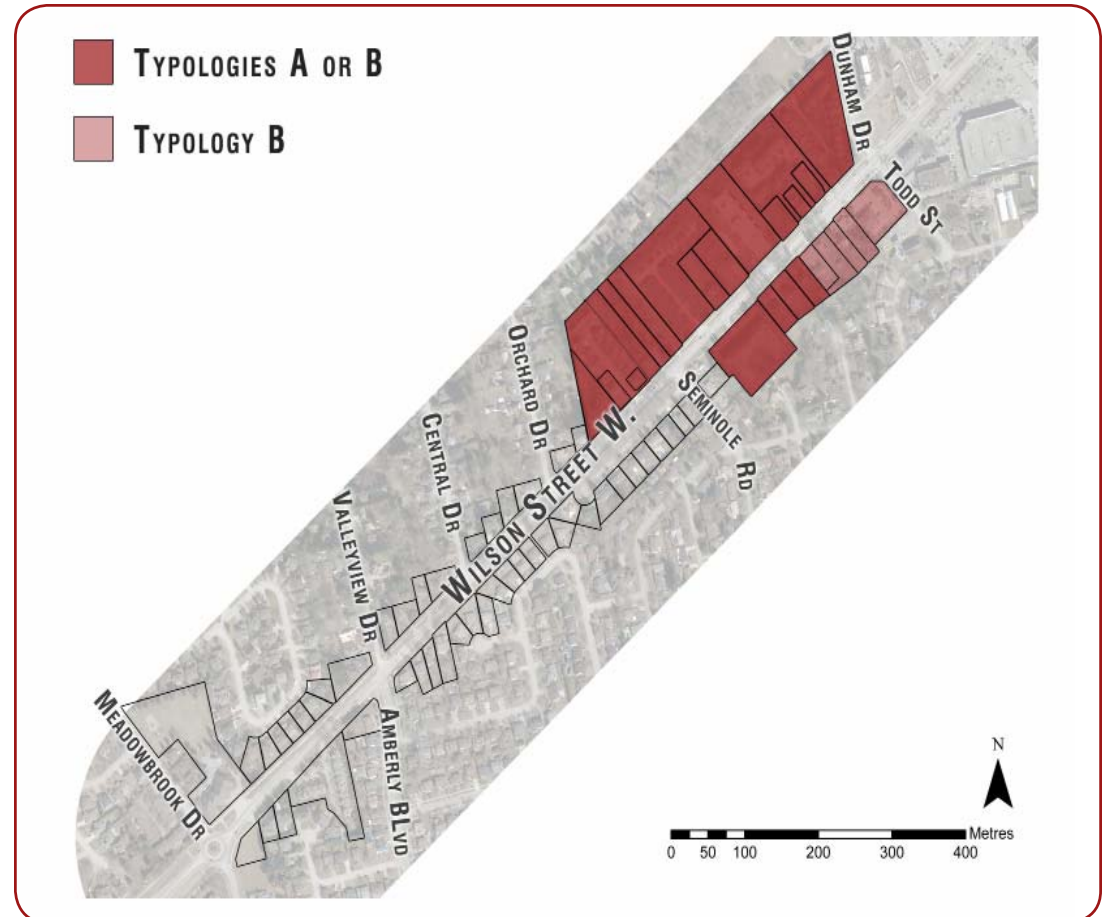 TYPOLOGIES A OR B
TYPOLOGY B
DUNHAM DR
TODD ST
ORCHARD DR
SEMINOLE RD
WILSON STREET W.
CENTRAL DR
VALLEYVIEW DR
MEADOWBROOK DR
AMBERLY BLVD
N
Metres
0 50 100 200 300 400